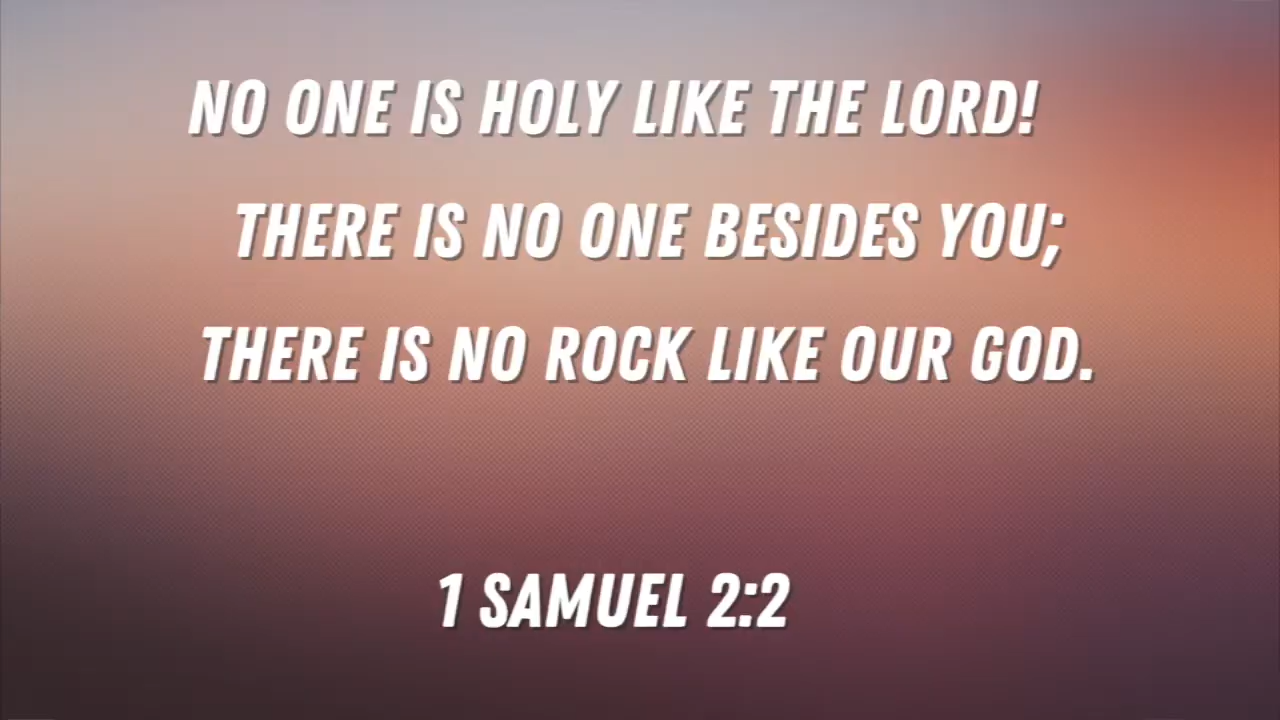 NO ONE IS HOLY LIKE THE LORD!
THERE IS NO ONE BESIDES YOU;
THERE IS NO ROCK LIKE OUR GOD.
1 SAMUEL 2:2